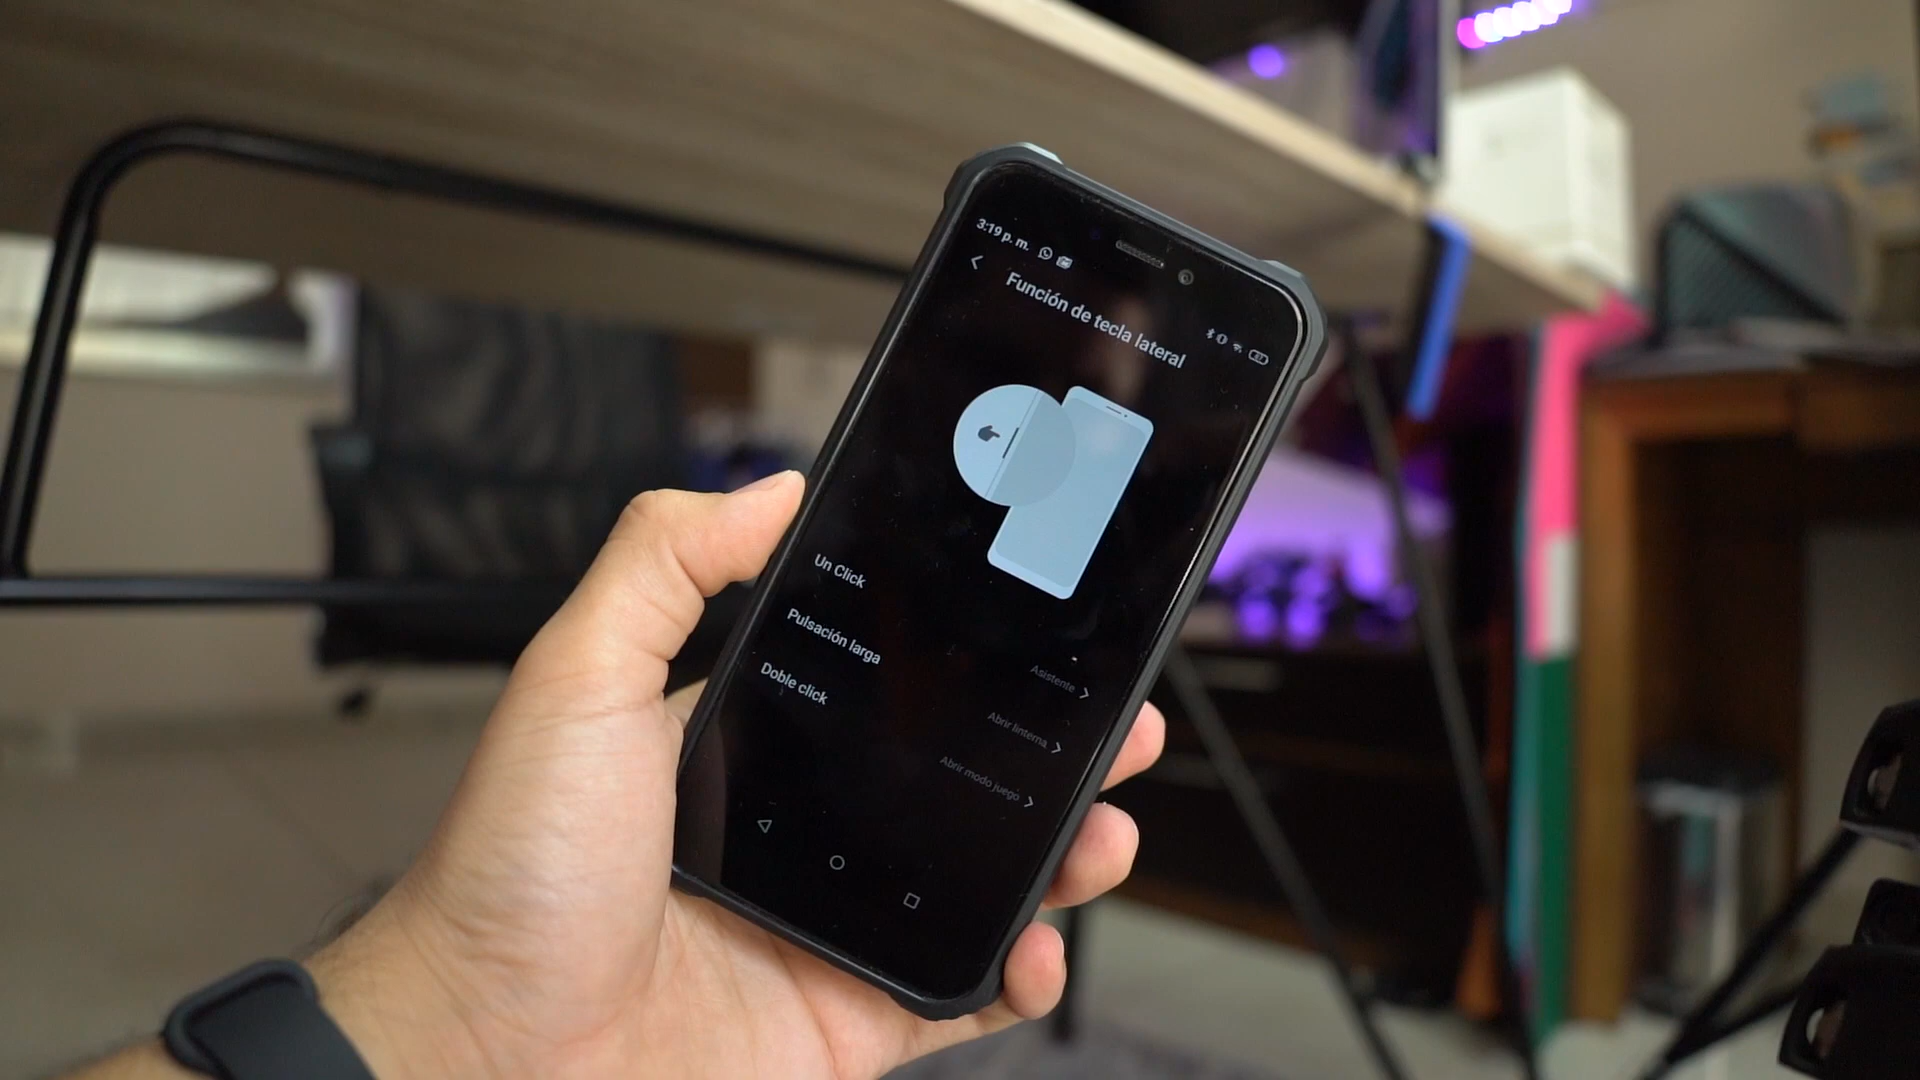 3:19 p. m.
Función de tecla lateral
Un Click
Asistente
Pulsación larga
Abrir linterna
Doble click
Abrir modo juego